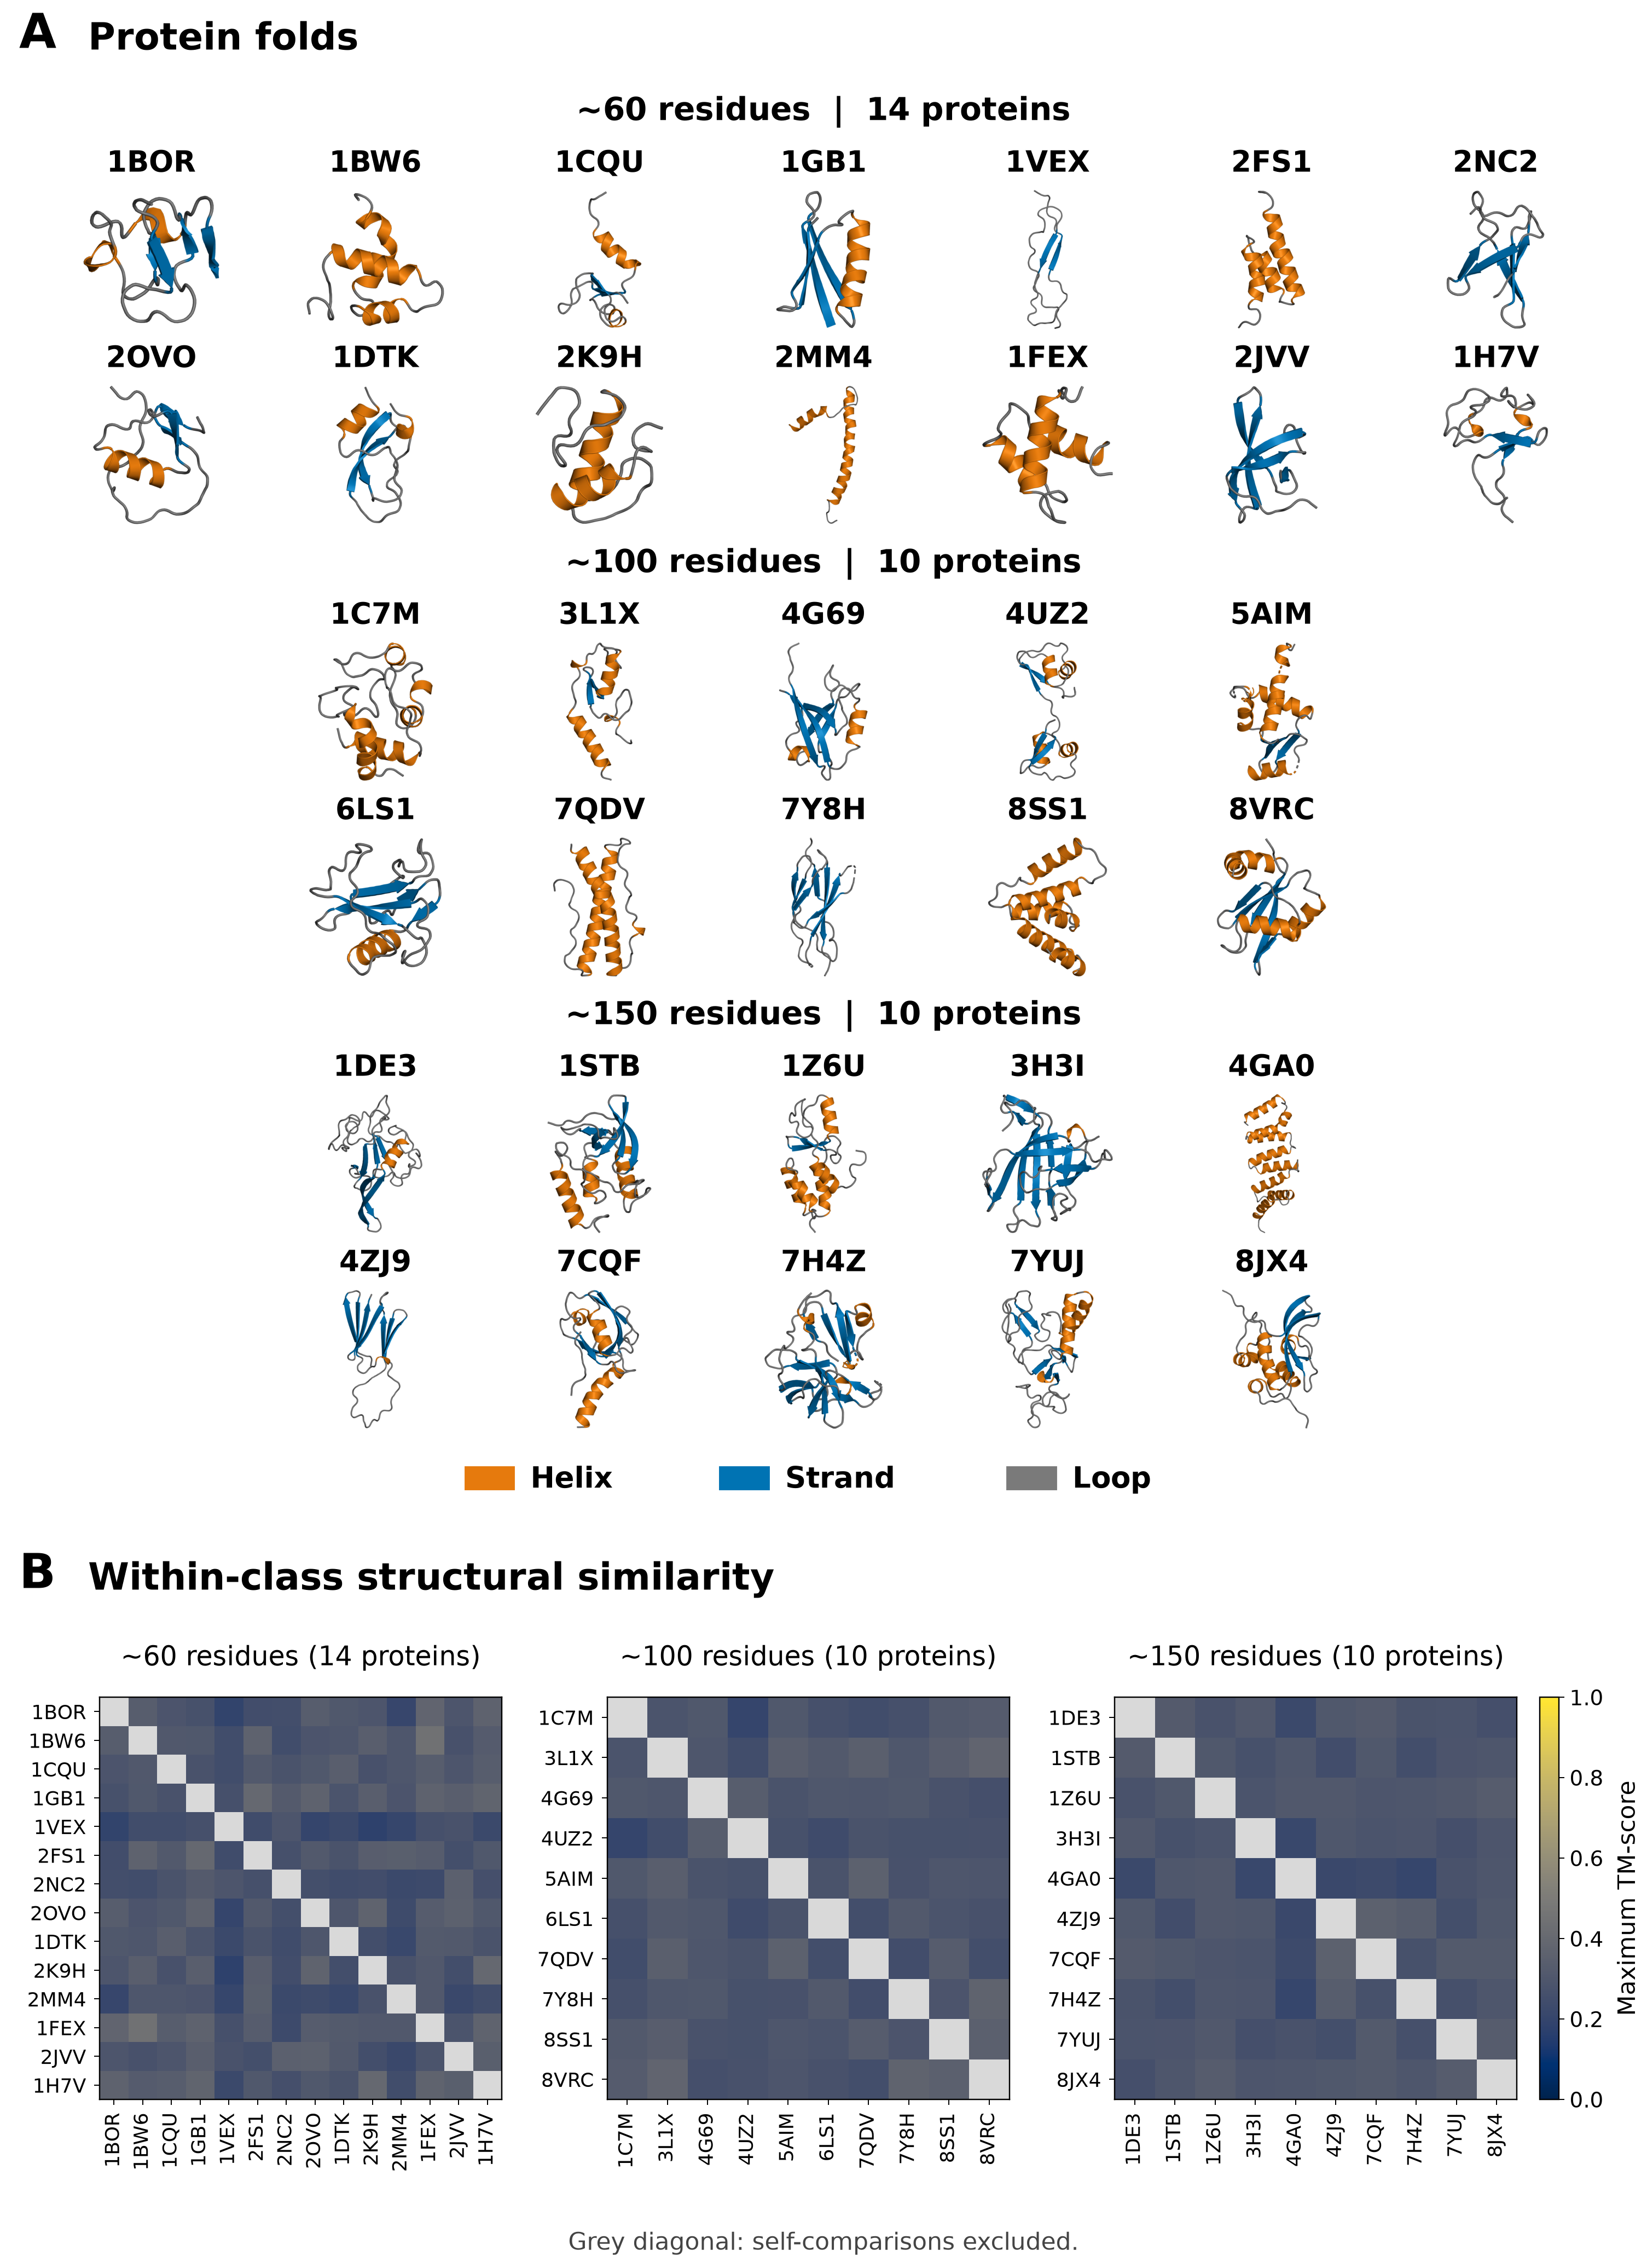 A Protein folds
~60 residues | 14 proteins
1BOR 1BW6 1CQU 1GB1 1VEX 2FS1 2NC2
2OVO 1DTK 2K9H 2MM4 1FEX 2JVV 1H7V
~100 residues | 10 proteins
1C7M 3L1X 4G69 4UZ2 5AIM
6LS1 7QDV 7Y8H 8SS1 8VRC
~150 residues | 10 proteins
1DE3 1STB 1Z6U 3H3I 4GA0
4ZJ9 7CQF 7H4Z 7YUJ 8JX4
Helix Strand Loop
B Within-class structural similarity
~60 residues (14 proteins)
1BOR
1BW6
1CQU
1GB1
1VEX
2FS1
2NC2
2OVO
1DTK
2K9H
2MM4
1FEX
2JVV
1H7V
1BOR 1BW6 1CQU 1GB1 1VEX 2FS1 2NC2 2OVO 1DTK 2K9H 2MM4 1FEX 2JVV 1H7V
~100 residues (10 proteins)
1C7M
3L1X
4G69
4UZ2
5AIM
6LS1
7QDV
7Y8H
8SS1
8VRC
1C7M 3L1X 4G69 4UZ2 5AIM 6LS1 7QDV 7Y8H 8SS1 8VRC
~150 residues (10 proteins)
1DE3
1STB
1Z6U
3H3I
4GA0
4ZJ9
7CQF
7H4Z
7YUJ
8JX4
1DE3 1STB 1Z6U 3H3I 4GA0 4ZJ9 7CQF 7H4Z 7YUJ 8JX4
1.0
0.8
0.6
0.4
0.2
0.0
Maximum TM-score
Grey diagonal: self-comparisons excluded.